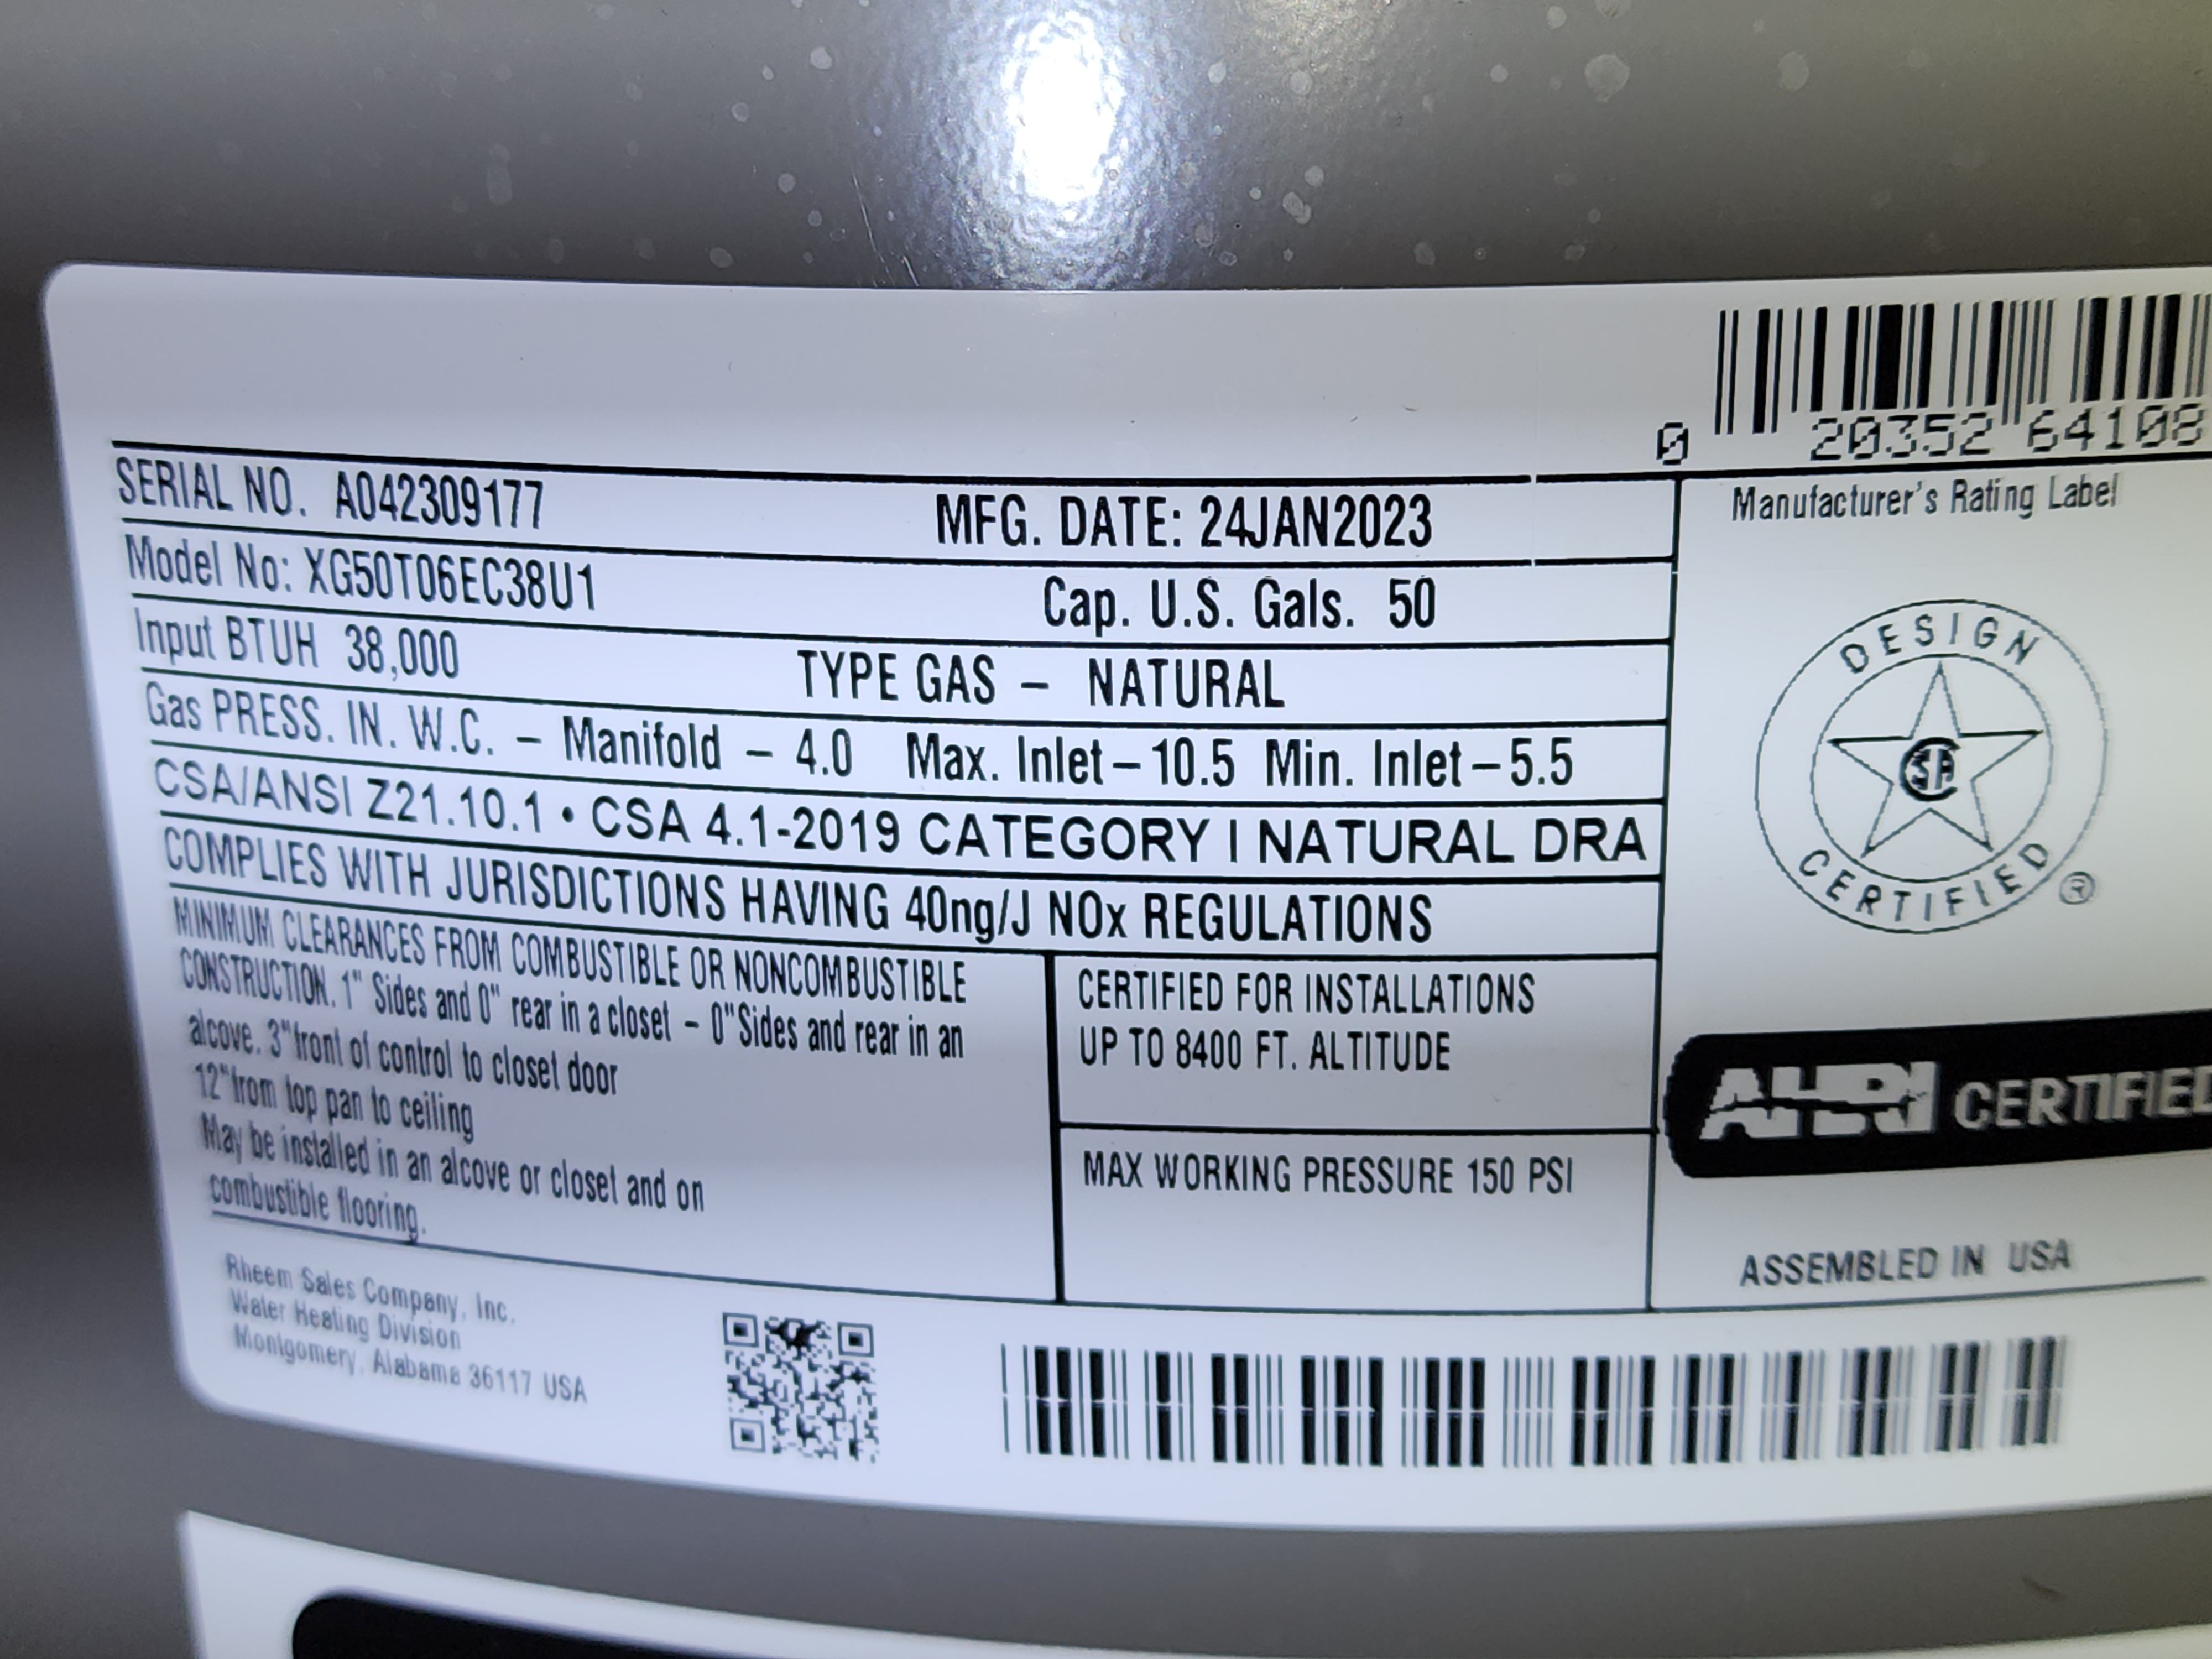 0 20352 64108
SERIAL NO. A042309177 MFG. DATE: 24JAN2023
Model No: XG50T06EC38U1 Cap. U.S. Gals. 50
Input BTUH 38,000 TYPE GAS – NATURAL
Gas PRESS. IN. W.C. – Manifold – 4.0 Max. Inlet – 10.5 Min. Inlet – 5.5
CSA/ANSI Z21.10.1 • CSA 4.1-2019 CATEGORY I NATURAL DRA
COMPLIES WITH JURISDICTIONS HAVING 40ng/J NOx REGULATIONS
MINIMUM CLEARANCES FROM COMBUSTIBLE OR NONCOMBUSTIBLE
CONSTRUCTION. 1" Sides and 0" rear in a closet – 0"Sides and rear in an
alcove. 3"front of control to closet door
12"from top pan to ceiling
May be installed in an alcove or closet and on
combustible flooring.
CERTIFIED FOR INSTALLATIONS
UP TO 8400 FT. ALTITUDE
MAX WORKING PRESSURE 150 PSI
Manufacturer's Rating Label
DESIGN
CSA
CERTIFIED ®
AHRI CERTIFIED
ASSEMBLED IN USA
Rheem Sales Company, Inc.
Water Heating Division
Montgomery, Alabama 36117 USA